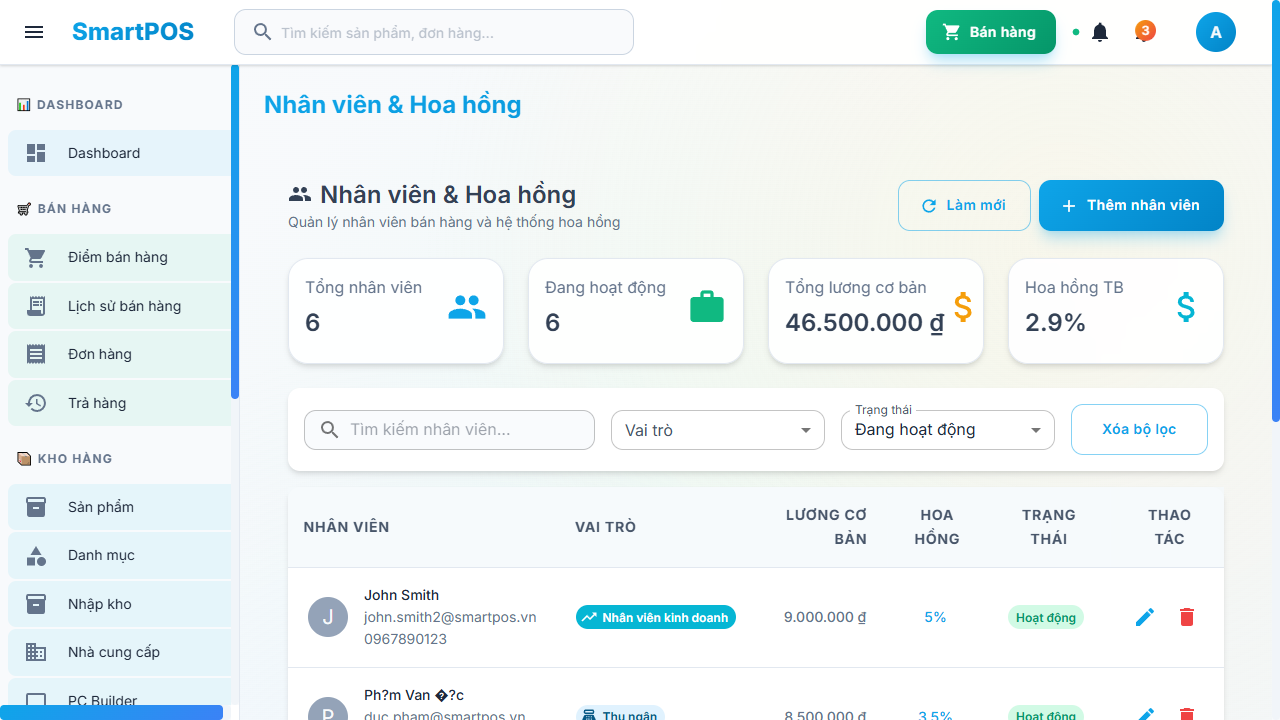 SmartPOS
Tìm kiếm sản phẩm, đơn hàng...
Bán hàng
3
A
DASHBOARD
Dashboard
BÁN HÀNG
Điểm bán hàng
Lịch sử bán hàng
Đơn hàng
Trả hàng
KHO HÀNG
Sản phẩm
Danh mục
Nhập kho
Nhà cung cấp
PC Builder
Nhân viên & Hoa hồng
Nhân viên & Hoa hồng
Quản lý nhân viên bán hàng và hệ thống hoa hồng
Làm mới
Thêm nhân viên
Tổng nhân viên
6
Đang hoạt động
6
Tổng lương cơ bản
46.500.000 ₫
Hoa hồng TB
2.9%
Tìm kiếm nhân viên...
Vai trò
Trạng thái
Đang hoạt động
Xóa bộ lọc
NHÂN VIÊN
VAI TRÒ
LƯƠNG CƠ
BẢN
HOA
HỒNG
TRẠNG
THÁI
THAO
TÁC
J
John Smith
john.smith2@smartpos.vn
0967890123
Nhân viên kinh doanh
9.000.000 ₫
5%
Hoạt động
P
Ph?m Van �?c
duc.pham@smartpos.vn
Thu ngân
8.500.000 ₫
3.5%
Hoạt động